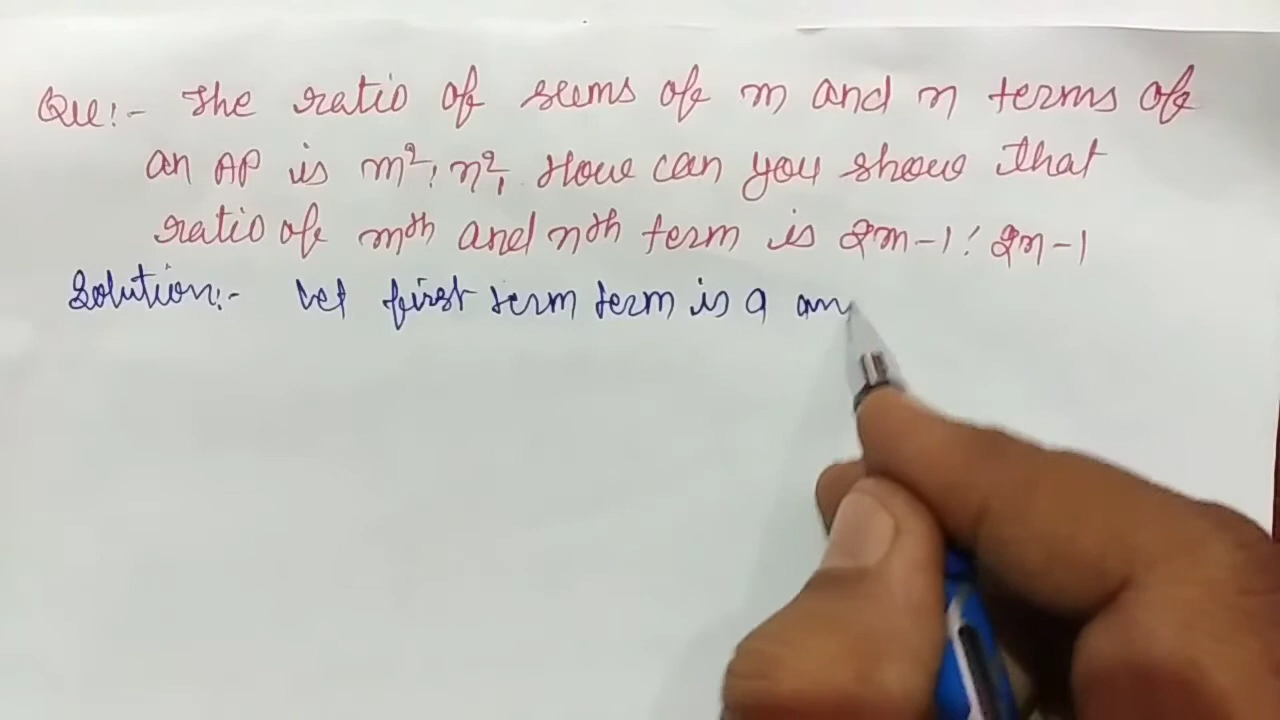 Que:- The ratio of sums of m and n terms of
an AP is m²:n², How can you show that
ratio of mth and nth term is 2m-1:2n-1
Solution:- Let first term term is a an